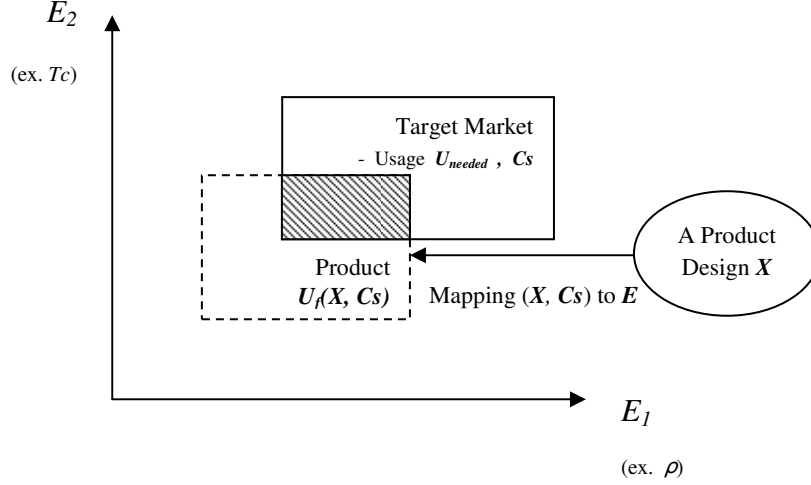 E2
(ex. Tc)
Target Market
- Usage Uneeded , Cs
A Product
Design X
Product
Uf(X, Cs)
Mapping (X, Cs) to E
E1
(ex. ρ)